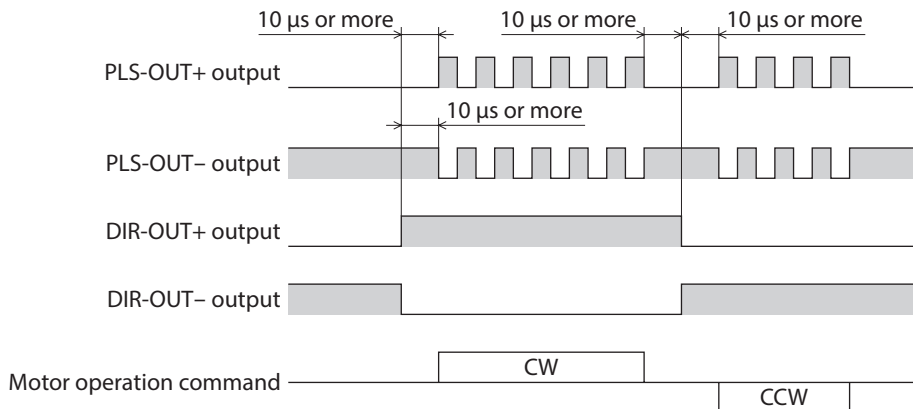 10 µs or more
10 µs or more
10 µs or more
PLS-OUT+ output
10 µs or more
PLS-OUT– output
DIR-OUT+ output
DIR-OUT– output
CW
Motor operation command
CCW